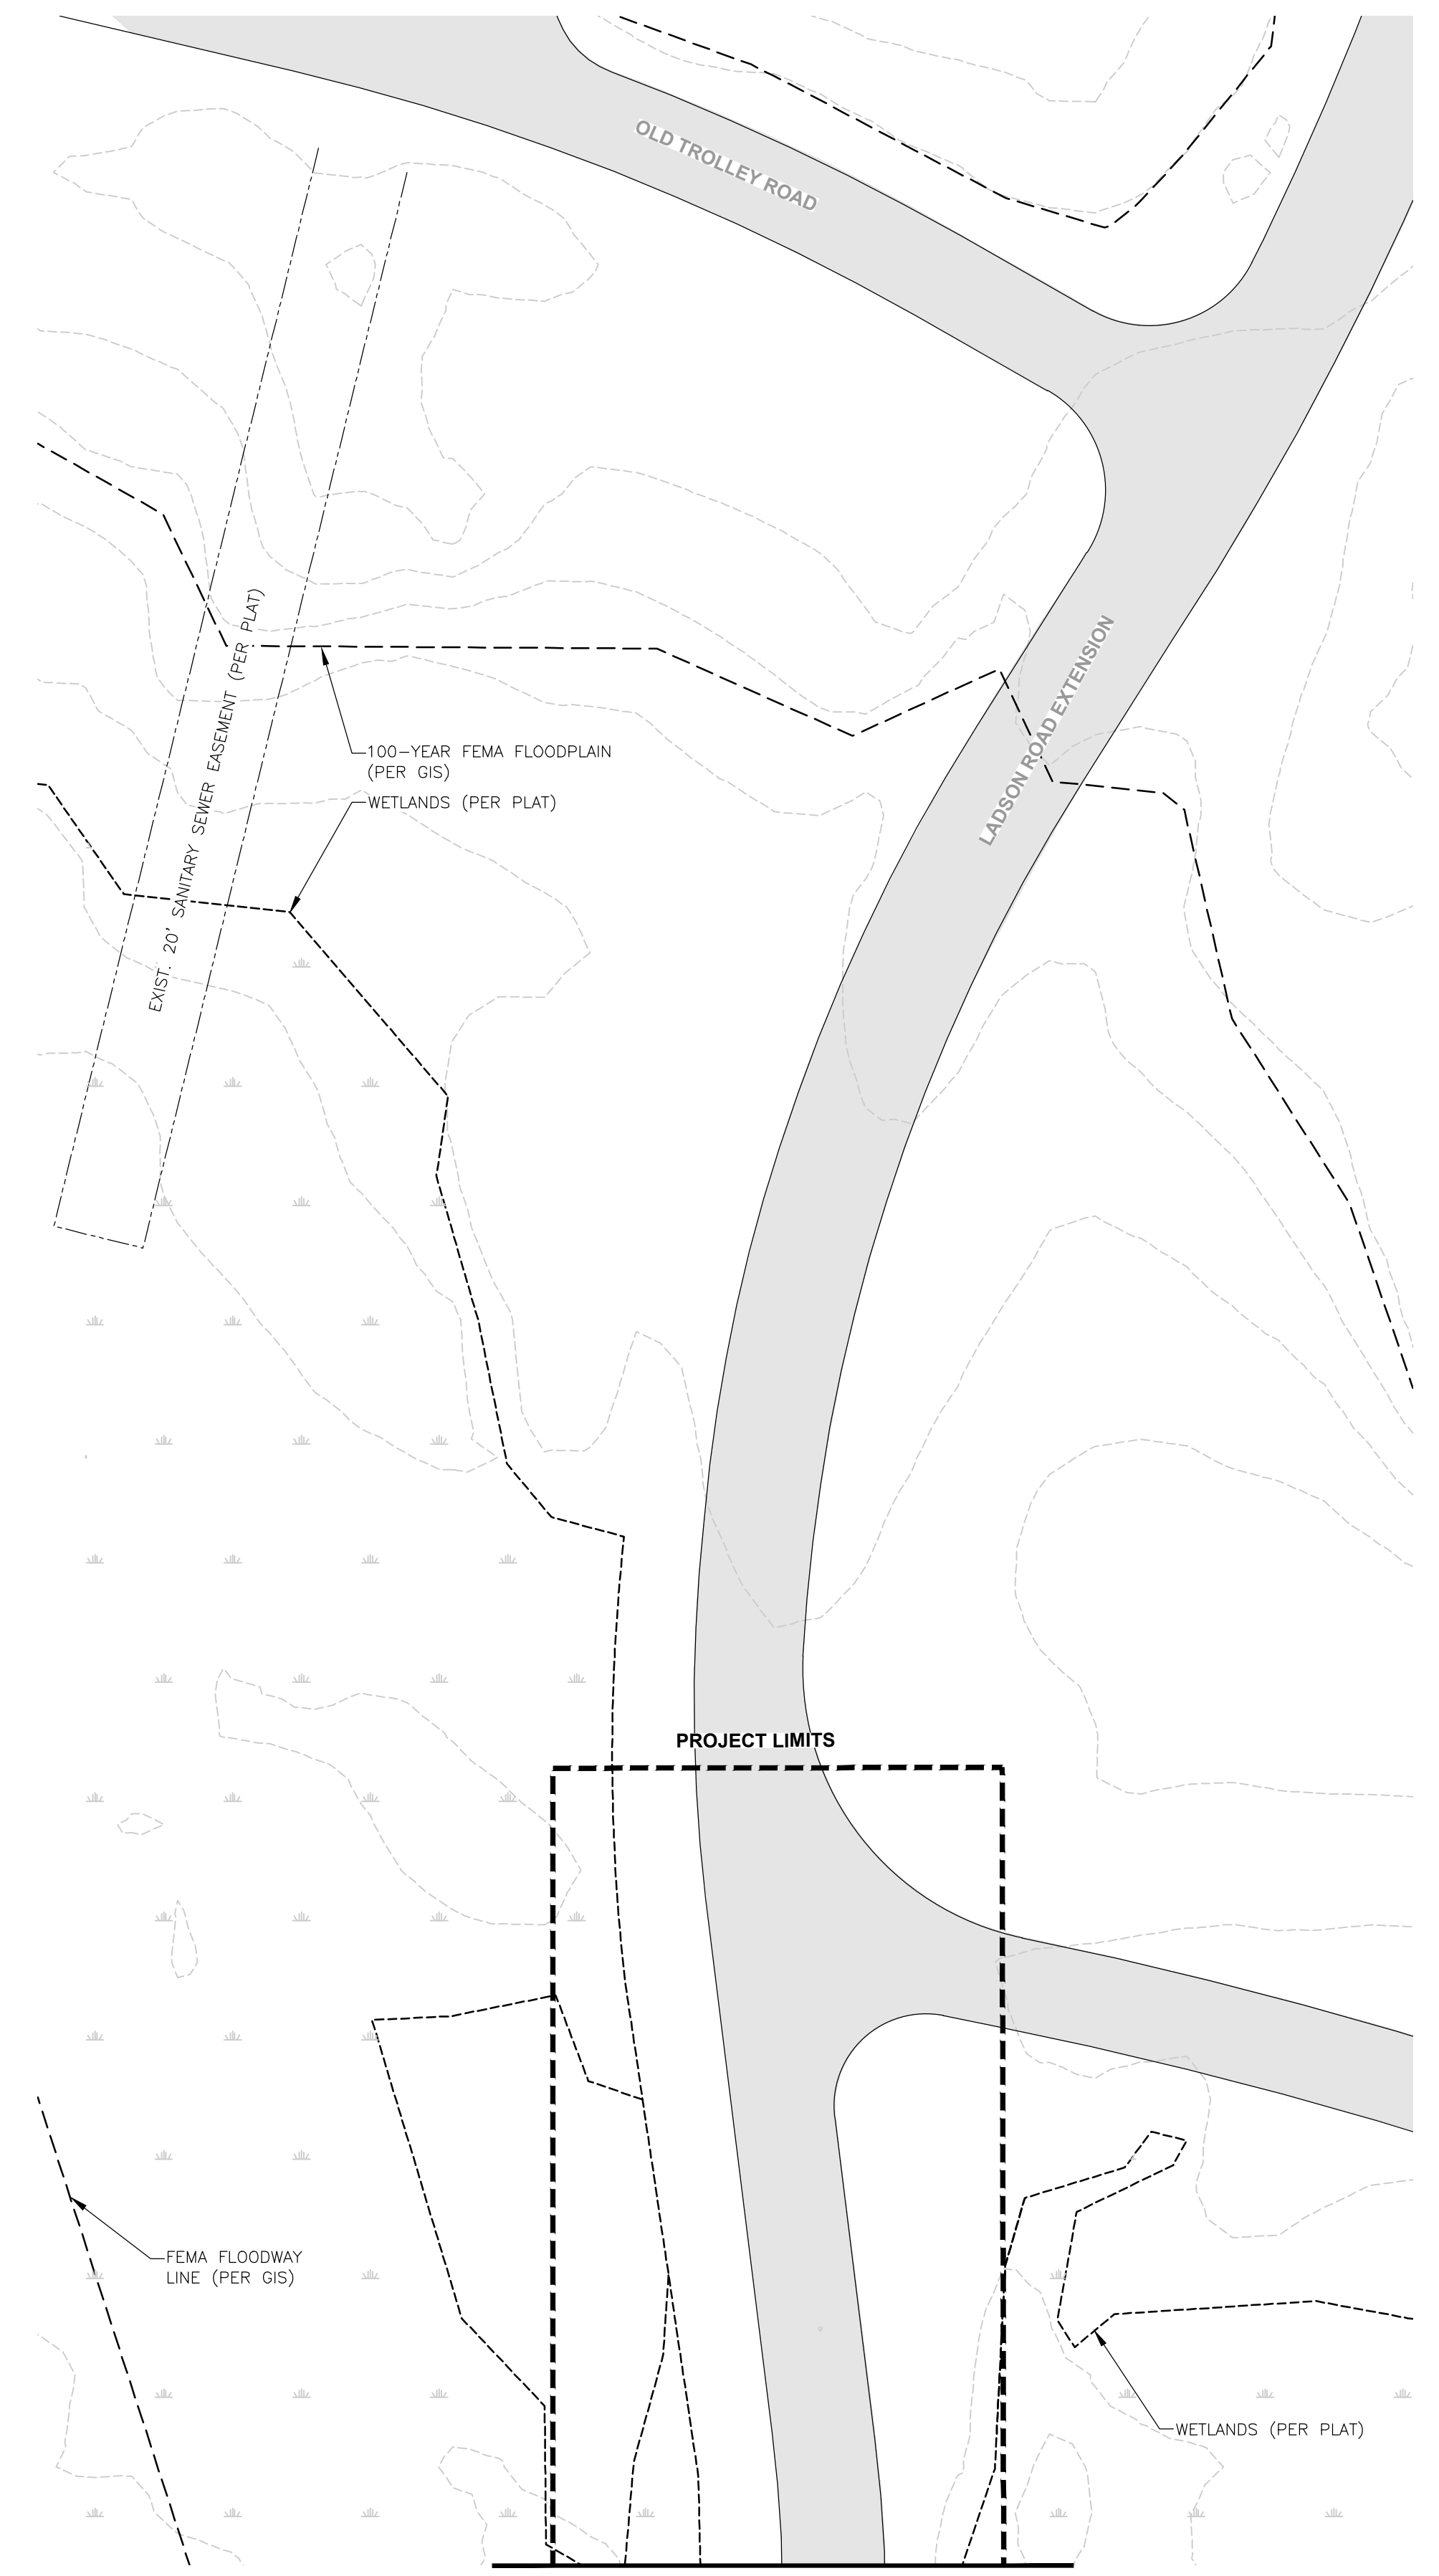 OLD TROLLEY ROAD
EXIST. 20' SANITARY SEWER EASEMENT (PER PLAT)
LADSON ROAD EXTENSION
100-YEAR FEMA FLOODPLAIN
(PER GIS)
WETLANDS (PER PLAT)
PROJECT LIMITS
FEMA FLOODWAY
LINE (PER GIS)
WETLANDS (PER PLAT)